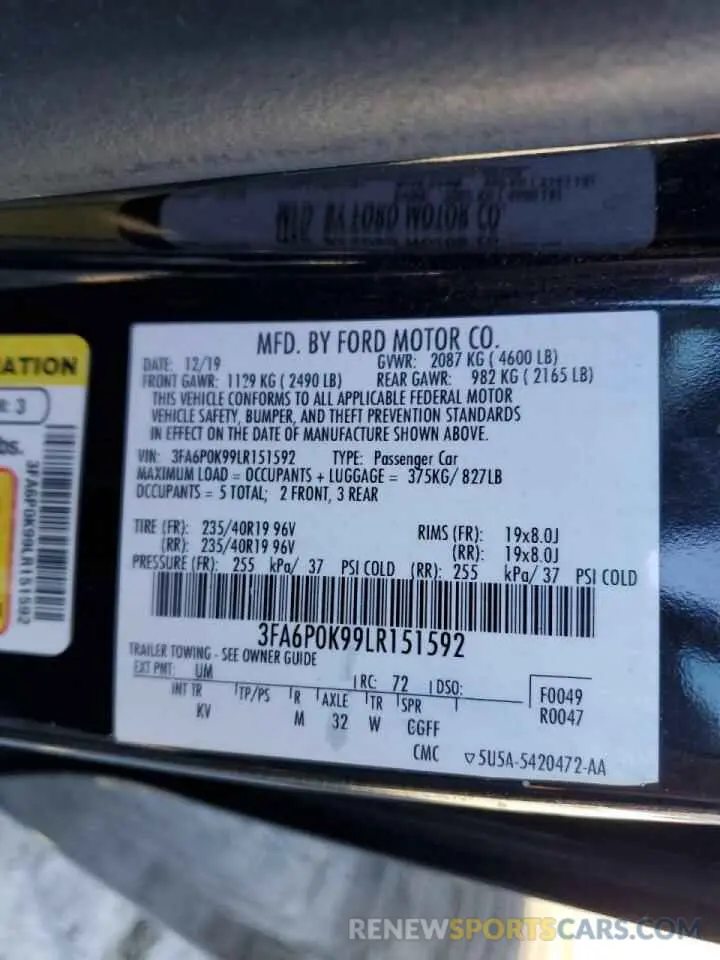 MFD. BY FORD MOTOR CO.
DATE: 12/19 GVWR: 2087 KG ( 4600 LB)
FRONT GAWR: 1129 KG ( 2490 LB) REAR GAWR: 982 KG ( 2165 LB)
THIS VEHICLE CONFORMS TO ALL APPLICABLE FEDERAL MOTOR
VEHICLE SAFETY, BUMPER, AND THEFT PREVENTION STANDARDS
IN EFFECT ON THE DATE OF MANUFACTURE SHOWN ABOVE.
VIN: 3FA6P0K99LR151592 TYPE: Passenger Car
MAXIMUM LOAD = OCCUPANTS + LUGGAGE = 375KG/ 827LB
OCCUPANTS = 5 TOTAL; 2 FRONT, 3 REAR
TIRE (FR): 235/40R19 96V RIMS (FR): 19x8.0J
(RR): 235/40R19 96V (RR): 19x8.0J
PRESSURE (FR): 255 kPa/ 37 PSI COLD (RR): 255 kPa/ 37 PSI COLD
3FA6P0K99LR151592
TRAILER TOWING - SEE OWNER GUIDE
EXT PNT: UM RC: 72 DSO: F0049
INT TR TP/PS R AXLE TR SPR R0047
KV M 32 W GGFF
CMC 5U5A-5420472-AA
ATION
R: 3
bs.
3FA6P0K99LR151592
RENEWSPORTSCARS.COM